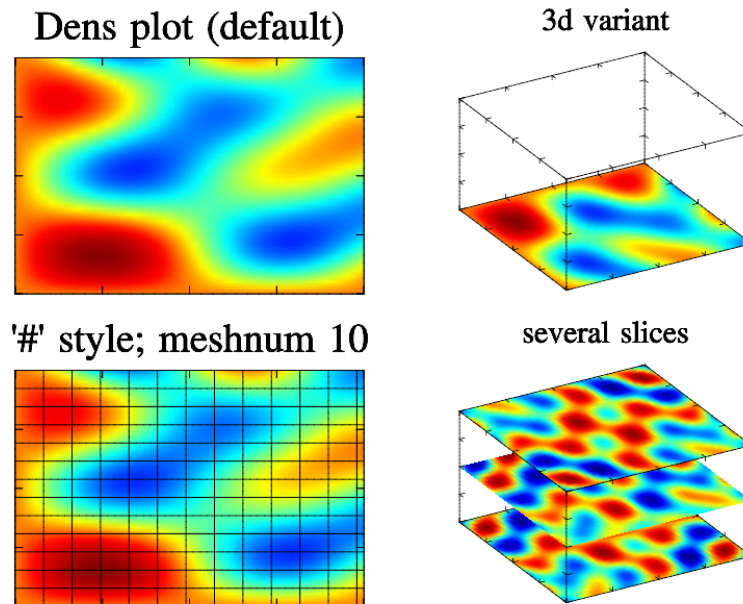 Dens plot (default)
3d variant
'#' style; meshnum 10
several slices